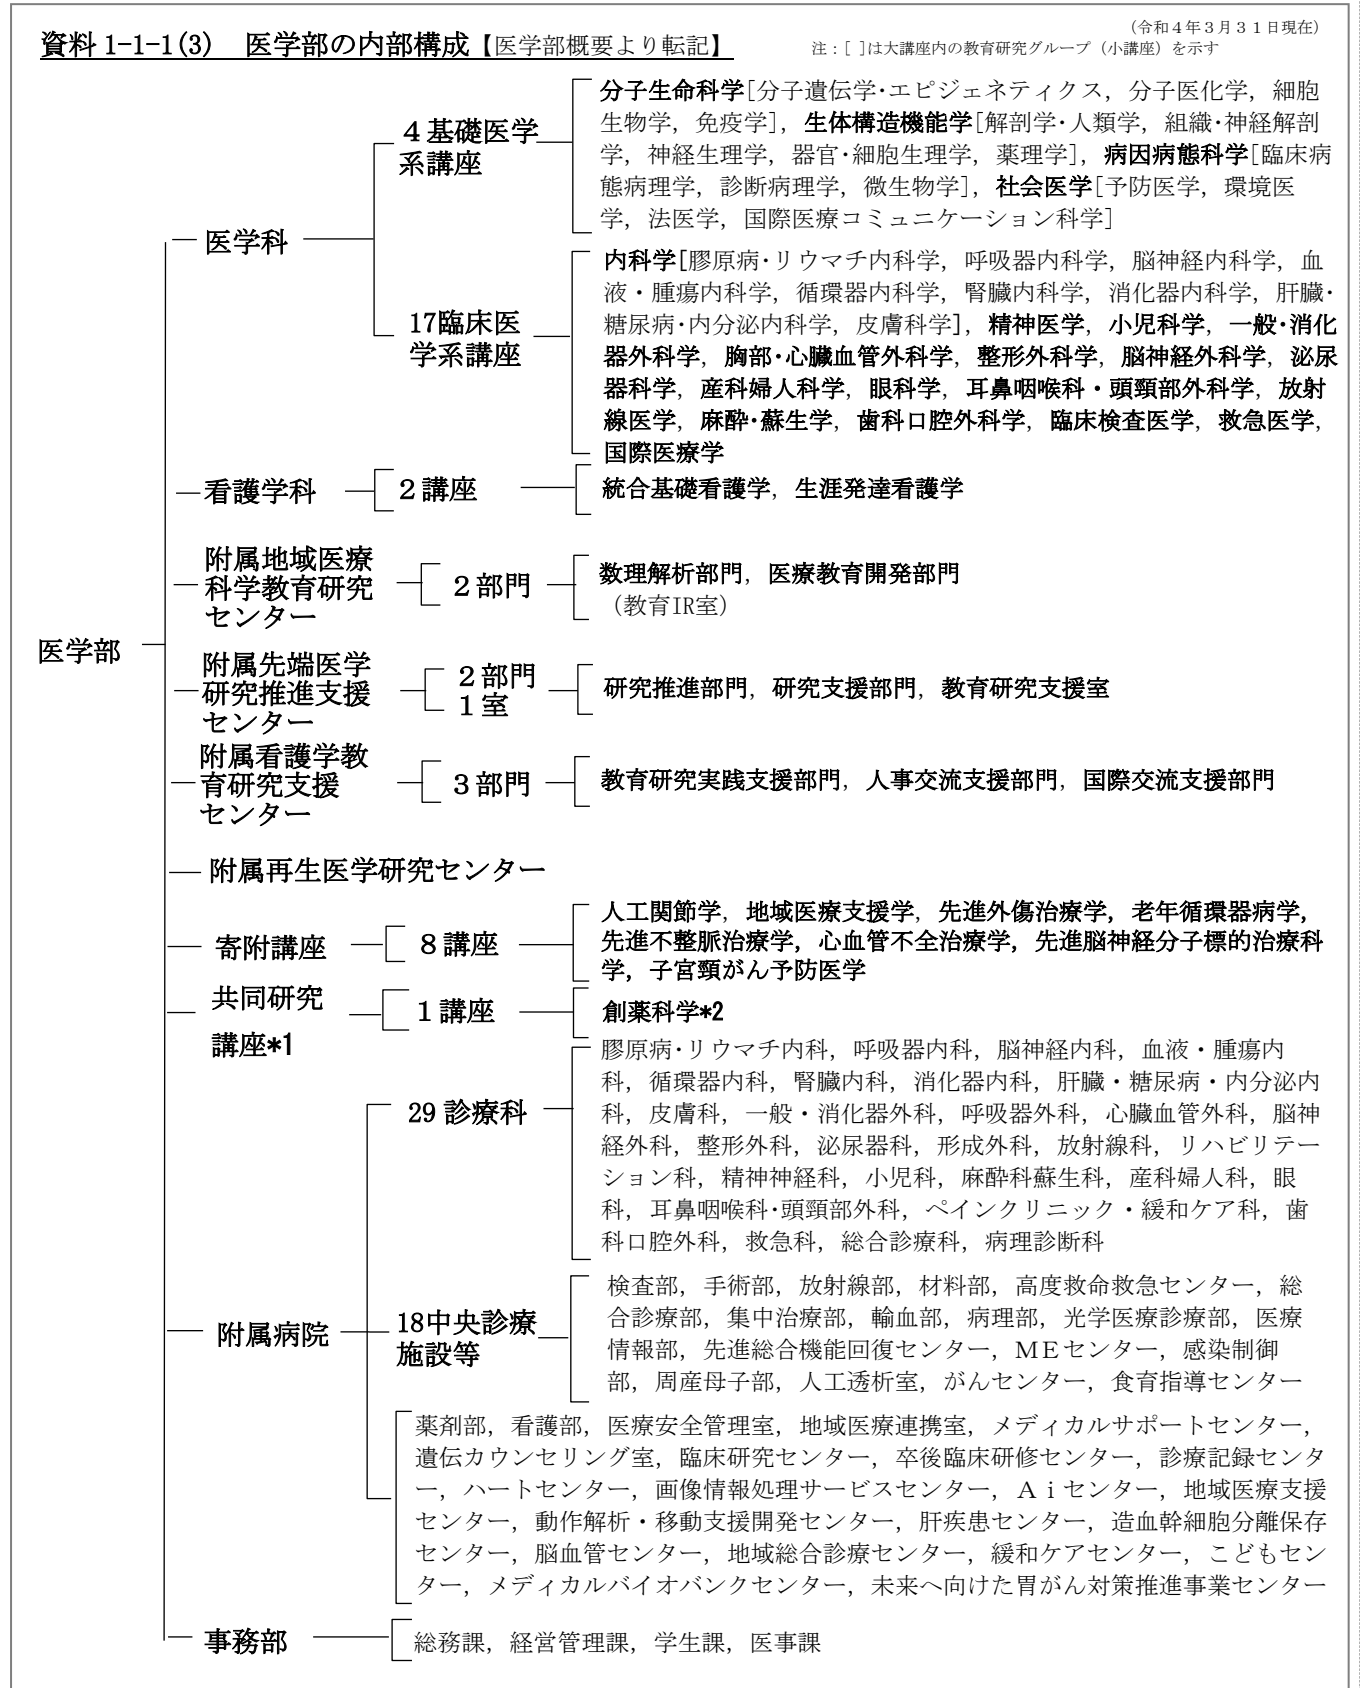 （令和４年３月３１日現在）
資料 1-1-1(3)　医学部の内部構成【医学部概要より転記】
注：[ ]は大講座内の教育研究グループ（小講座）を示す
医学部
医学科
４基礎医学
系講座
分子生命科学[分子遺伝学･エピジェネティクス，分子医化学，細胞
生物学，免疫学]，生体構造機能学[解剖学･人類学，組織･神経解剖
学，神経生理学，器官･細胞生理学，薬理学]，病因病態科学[臨床病
態病理学，診断病理学，微生物学]，社会医学[予防医学，環境医
学，法医学，国際医療コミュニケーション科学]
17臨床医
学系講座
内科学[膠原病･リウマチ内科学，呼吸器内科学，脳神経内科学，血
液・腫瘍内科学，循環器内科学，腎臓内科学，消化器内科学，肝臓･
糖尿病･内分泌内科学，皮膚科学]，精神医学，小児科学，一般･消化
器外科学，胸部･心臓血管外科学，整形外科学，脳神経外科学，泌尿
器科学，産科婦人科学，眼科学，耳鼻咽喉科・頭頸部外科学，放射
線医学，麻酔･蘇生学，歯科口腔外科学，臨床検査医学，救急医学，
国際医療学
看護学科
２講座
統合基礎看護学，生涯発達看護学
附属地域医療
科学教育研究
センター
２部門
数理解析部門，医療教育開発部門
（教育IR室）
附属先端医学
研究推進支援
センター
２部門
１室
研究推進部門，研究支援部門，教育研究支援室
附属看護学教
育研究支援
センター
３部門
教育研究実践支援部門，人事交流支援部門，国際交流支援部門
附属再生医学研究センター
寄附講座
８講座
人工関節学，地域医療支援学，先進外傷治療学，老年循環器病学，
先進不整脈治療学，心血管不全治療学，先進脳神経分子標的治療科
学，子宮頸がん予防医学
共同研究
講座*1
１講座
創薬科学*2
附属病院
29 診療科
膠原病･リウマチ内科，呼吸器内科，脳神経内科，血液・腫瘍内
科，循環器内科，腎臓内科，消化器内科，肝臓・糖尿病・内分泌内
科，皮膚科，一般・消化器外科，呼吸器外科，心臓血管外科，脳神
経外科，整形外科，泌尿器科，形成外科，放射線科，リハビリテー
ション科，精神神経科，小児科，麻酔科蘇生科，産科婦人科，眼
科，耳鼻咽喉科･頭頸部外科，ペインクリニック・緩和ケア科，歯
科口腔外科，救急科，総合診療科，病理診断科
18中央診療
施設等
検査部，手術部，放射線部，材料部，高度救命救急センター，総
合診療部，集中治療部，輸血部，病理部，光学医療診療部，医療
情報部，先進総合機能回復センター，ＭＥセンター，感染制御
部，周産母子部，人工透析室，がんセンター，食育指導センター
薬剤部，看護部，医療安全管理室，地域医療連携室，メディカルサポートセンター，
遺伝カウンセリング室，臨床研究センター，卒後臨床研修センター，診療記録センタ
ー，ハートセンター，画像情報処理サービスセンター，Ａｉセンター，地域医療支援
センター，動作解析・移動支援開発センター，肝疾患センター，造血幹細胞分離保存
センター，脳血管センター，地域総合診療センター，緩和ケアセンター，こどもセン
ター，メディカルバイオバンクセンター，未来へ向けた胃がん対策推進事業センター
事務部
総務課，経営管理課，学生課，医事課